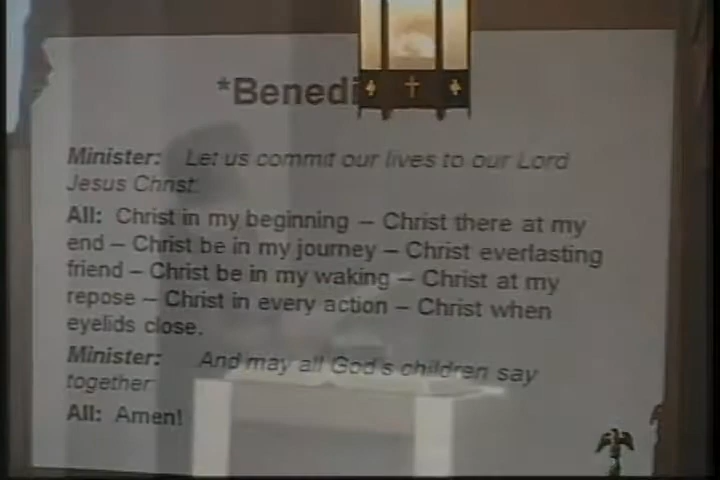 *Benedi
Minister: Let us commit our lives to our Lord
Jesus Christ.
All: Christ in my beginning – Christ there at my
end – Christ be in my journey – Christ everlasting
friend – Christ be in my waking – Christ at my
repose – Christ in every action – Christ when
eyelids close.
Minister: And may all God's children say
together
All: Amen!